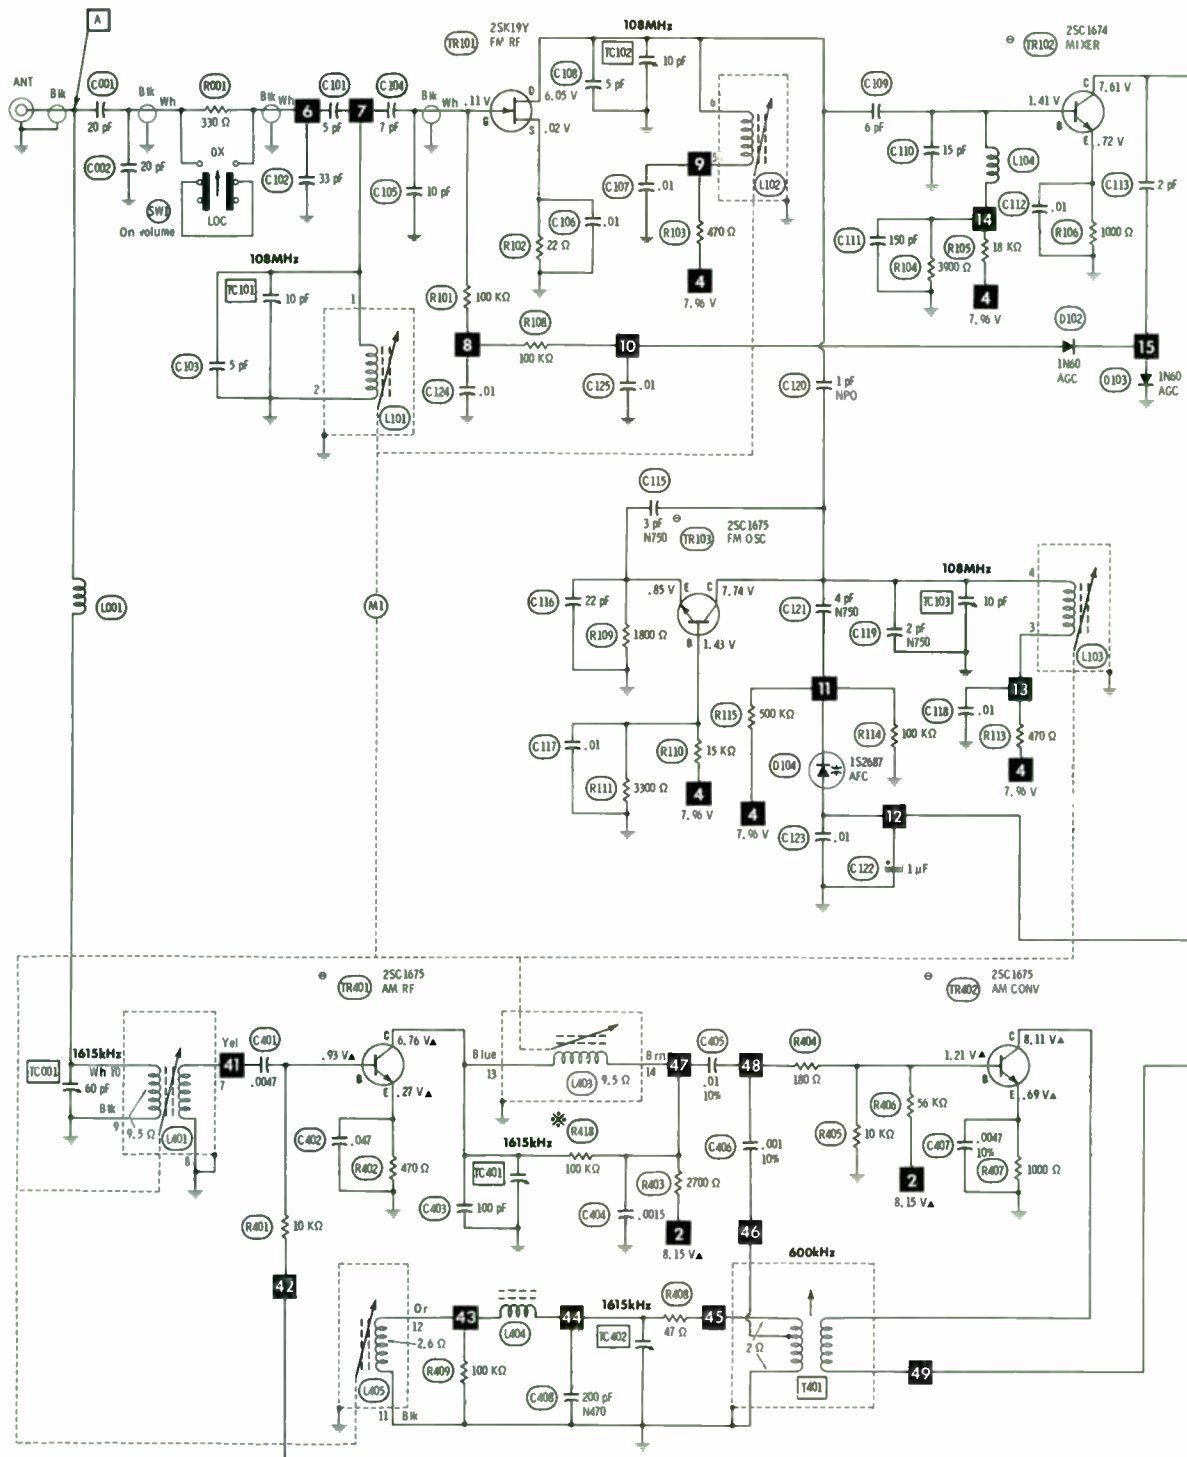 A
2SK19Y
TR101 FM RF
108MHz
TC102
10 pF
C108
5 pF
2SC1674
⊖ TR102 MIXER
ANT
Blk
C001
20 pF
Blk
Wh
R001
330 Ω
Blk
Wh
6
C101
5 pF
7
C104
7 pF
Blk
Wh
.11 V
G
D
6.05 V
.02 V
S
6
C109
6 pF
1.41 V
B
C
7.61 V
E
.72 V
C002
20 pF
DX
SW1
On volume
LOC
C102
33 pF
C105
10 pF
R102
22 Ω
C106
.01
C107
.01
9
R103
470 Ω
L102
4
7.96 V
C110
15 pF
L104
C112
.01
C113
2 pF
14
C111
150 pF
R104
3900 Ω
R105
18 KΩ
R106
1000 Ω
4
7.96 V
108MHz
TC101
10 pF
1
C103
5 pF
2
L101
R101
100 KΩ
8
R108
100 KΩ
10
C124
.01
C125
.01
C120
1 pF
NPO
D102
1N60
AGC
15
D103
1N60
AGC
C115
3 pF
N750
⊖
2SC1675
TR103 FM OSC
C116
22 pF
R109
1800 Ω
.85 V
E
C
7.74 V
B
1.43 V
C121
4 pF
N750
108MHz
TC103
10 pF
C119
2 pF
N750
4
3
L103
L001
M1
C117
.01
R111
3300 Ω
R110
15 KΩ
4
7.96 V
R115
500 KΩ
4
7.96 V
11
D104
1S2687
AFC
R114
100 KΩ
C118
.01
13
R113
470 Ω
4
7.96 V
12
C123
.01
C122
1 µF
⊖
2SC1675
TR401 AM RF
⊖
2SC1675
TR402 AM CONV
1615kHz
TC001
60 pF
Wh 10
Blk
9
9.5 Ω
L401
8
Yel
41
7
C401
.0047
.93 V▲
B
C
6.76 V▲
E
.27 V▲
C402
.047
R402
470 Ω
Blue
13
L403
9.5 Ω
Brn
14
47
C405
.01
10%
48
R404
180 Ω
1.21 V▲
B
C
8.11 V▲
E
.69 V▲
※
R418
100 KΩ
1615kHz
TC401
C403
100 pF
C404
.0015
R403
2700 Ω
2
8.15 V▲
C406
.001
10%
R405
10 KΩ
R406
56 KΩ
2
8.15 V▲
C407
.0047
10%
R407
1000 Ω
R401
10 KΩ
42
46
600kHz
Or
12
2.6 Ω
L405
11 Blk
43
R409
100 KΩ
L404
44
C408
200 pF
N470
1615kHz
TC402
R408
47 Ω
45
2 Ω
T401
49